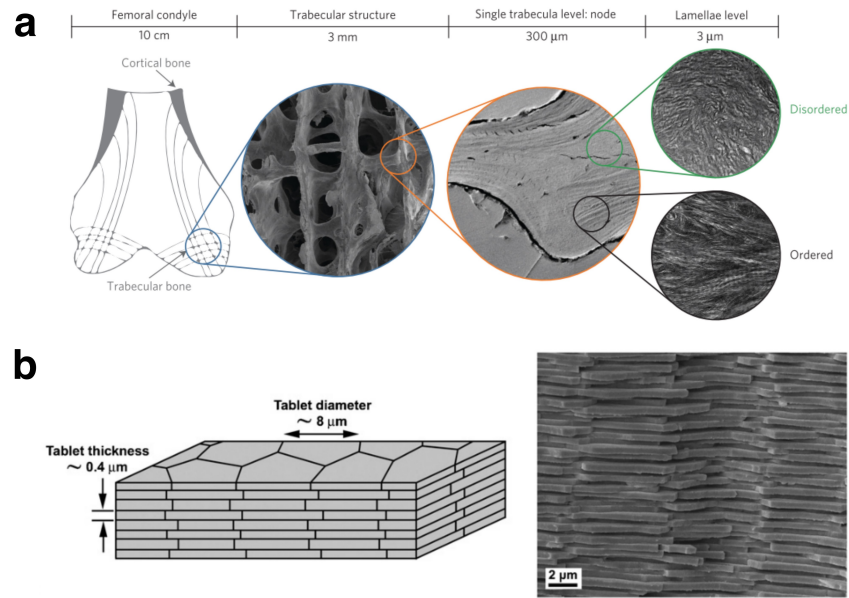 a
Femoral condyle
10 cm
Trabecular structure
3 mm
Single trabecula level: node
300 μm
Lamellae level
3 μm
Cortical bone
Disordered
Ordered
Trabecular bone
b
Tablet diameter
~ 8 μm
Tablet thickness
~ 0.4 μm
2 μm